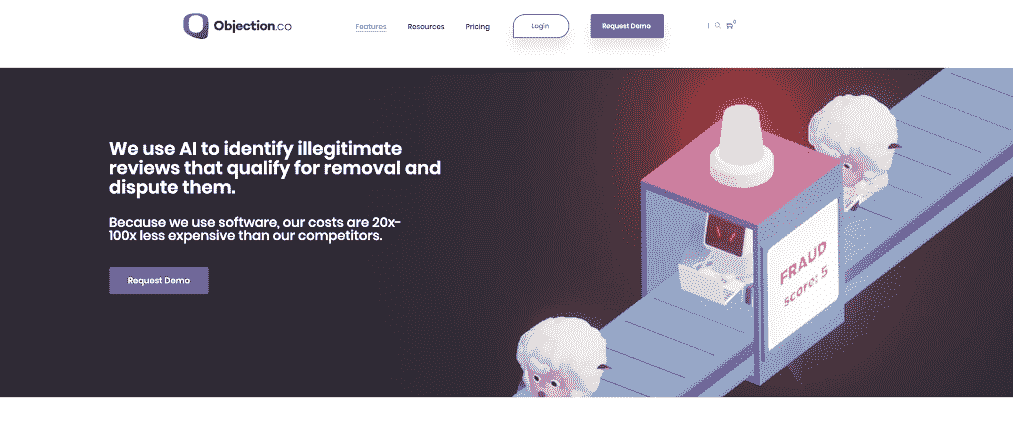 Objection.co
Features
Resources
Pricing
Login
Request Demo
0
We use AI to identify illegitimate
reviews that qualify for removal and
dispute them.
Because we use software, our costs are 20x-
100x less expensive than our competitors.
Request Demo
FRAUD
score: 5